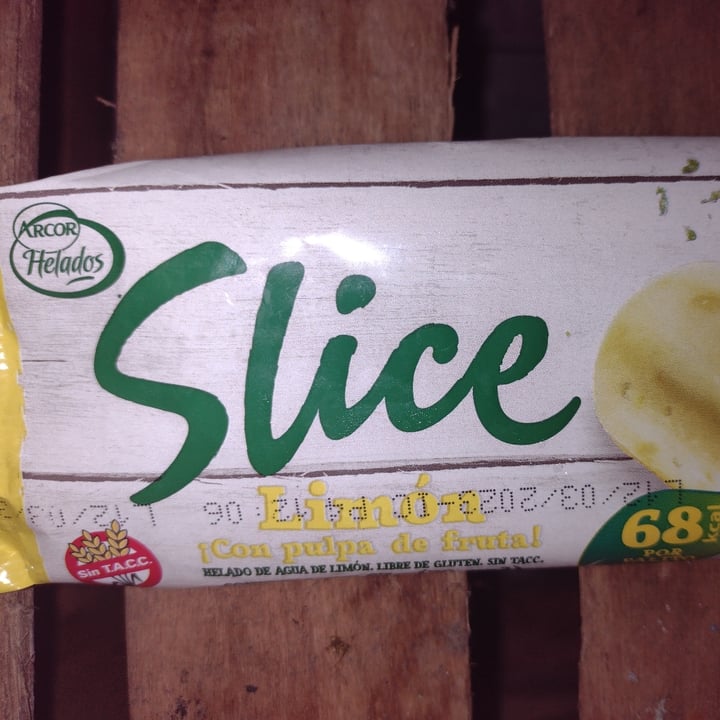 ARCOR
Helados
Slice
Limón
¡Con pulpa de fruta!
HELADO DE AGUA DE LIMÓN. LIBRE DE GLUTEN. SIN TACC.
Sin T.A.C.C.
68 kcal
POR